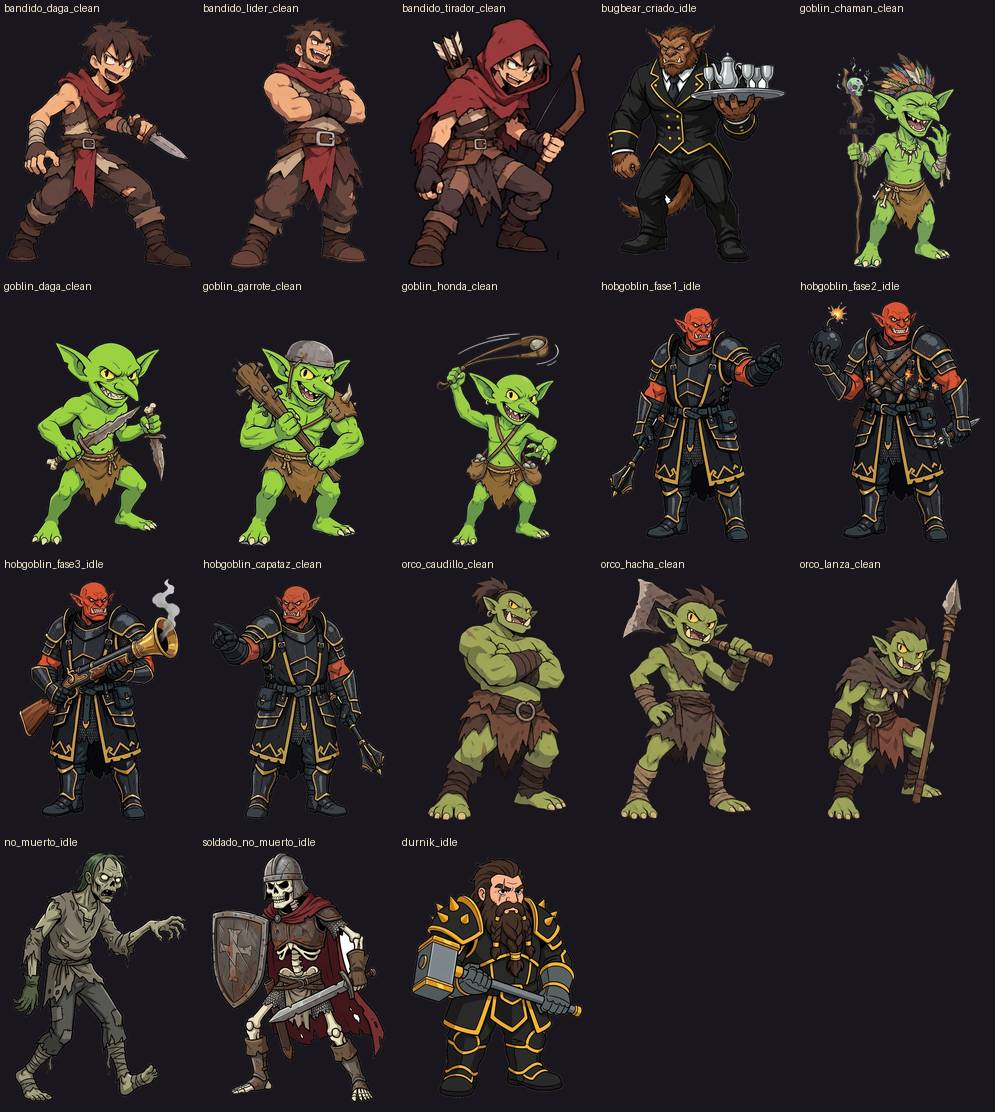 bandido_daga_clean
bandido_lider_clean
bandido_tirador_clean
bugbear_criado_idle
goblin_chaman_clean
goblin_daga_clean
goblin_garrote_clean
goblin_honda_clean
hobgoblin_fase1_idle
hobgoblin_fase2_idle
hobgoblin_fase3_idle
hobgoblin_capataz_clean
orco_caudillo_clean
orco_hacha_clean
orco_lanza_clean
no_muerto_idle
soldado_no_muerto_idle
durnik_idle